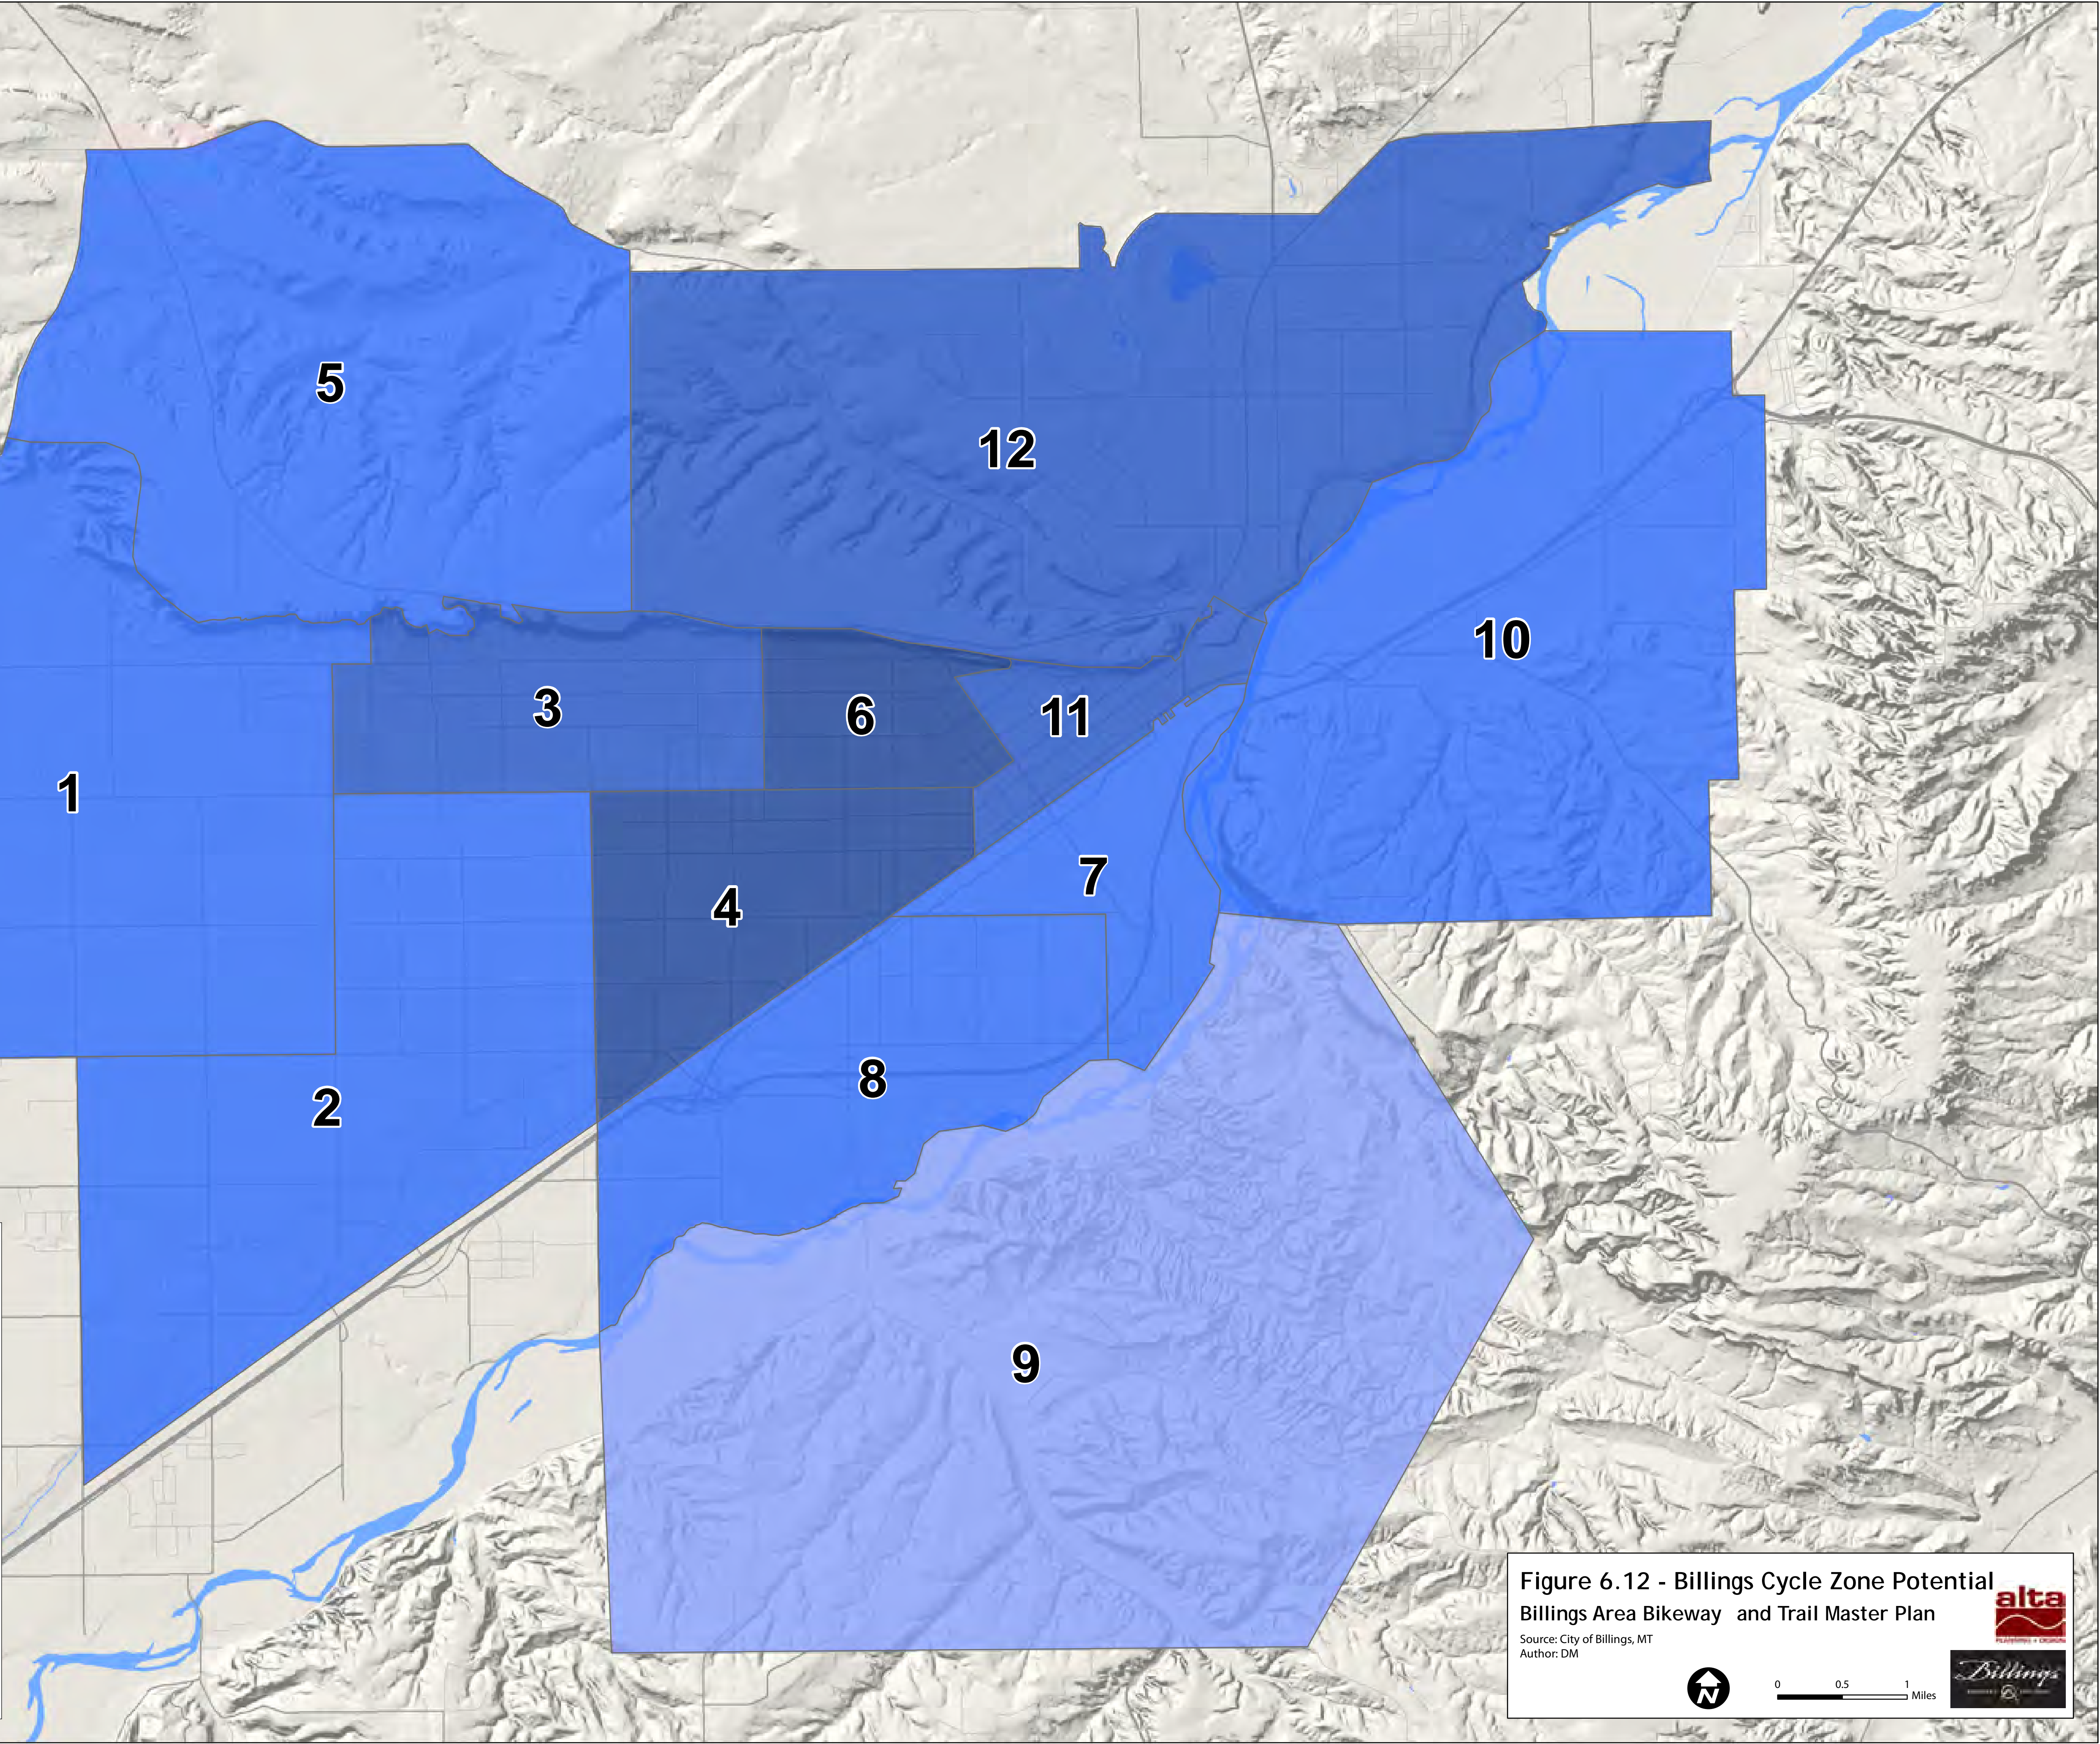 5
12
10
3
6
11
1
7
4
8
2
9
Figure 6.12 - Billings Cycle Zone Potential
Billings Area Bikeway and Trail Master Plan
Source: City of Billings, MT
Author: DM
alta
PLANNING + DESIGN
Billings
N
0 0.5 1
Miles